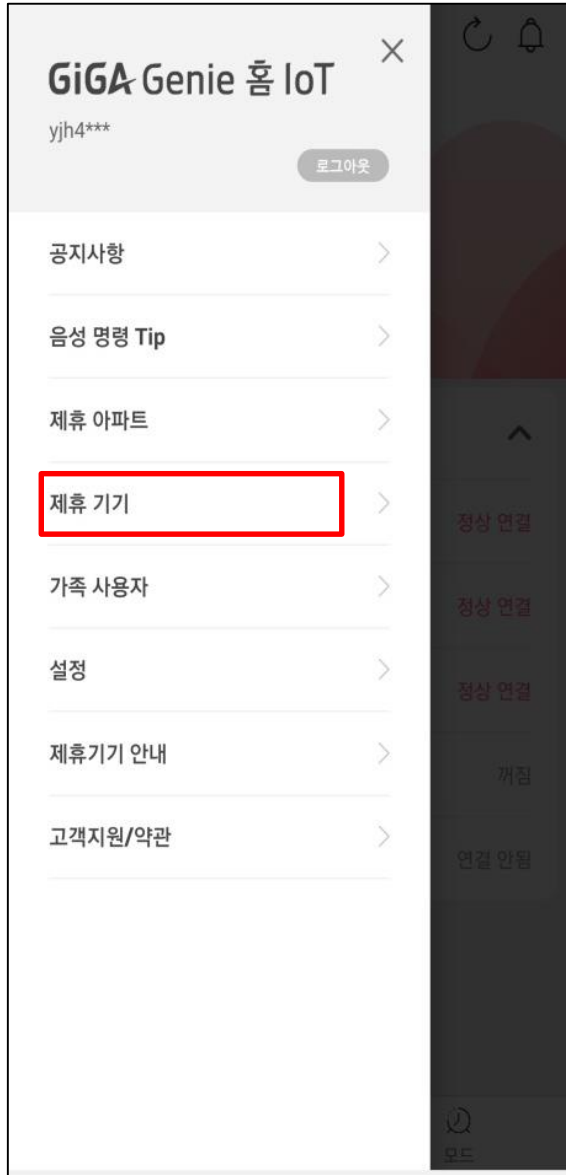 GiGA Genie 홈 IoT
yjh4***
로그아웃
공지사항
음성 명령 Tip
제휴 아파트
제휴 기기
정상 연결
가족 사용자
정상 연결
설정
정상 연결
제휴기기 안내
꺼짐
고객지원/약관
연결 안됨
모드